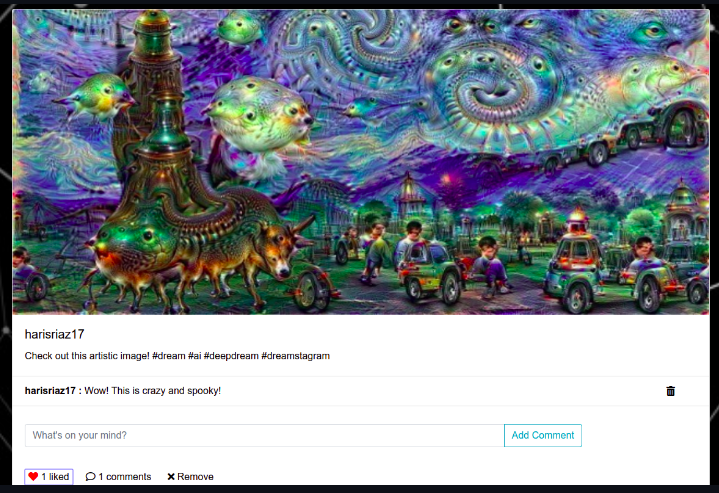 harisriaz17
Check out this artistic image! #dream #ai #deepdream #dreamstagram
harisriaz17 : Wow! This is crazy and spooky!
What's on your mind?
Add Comment
1 liked
1 comments
Remove